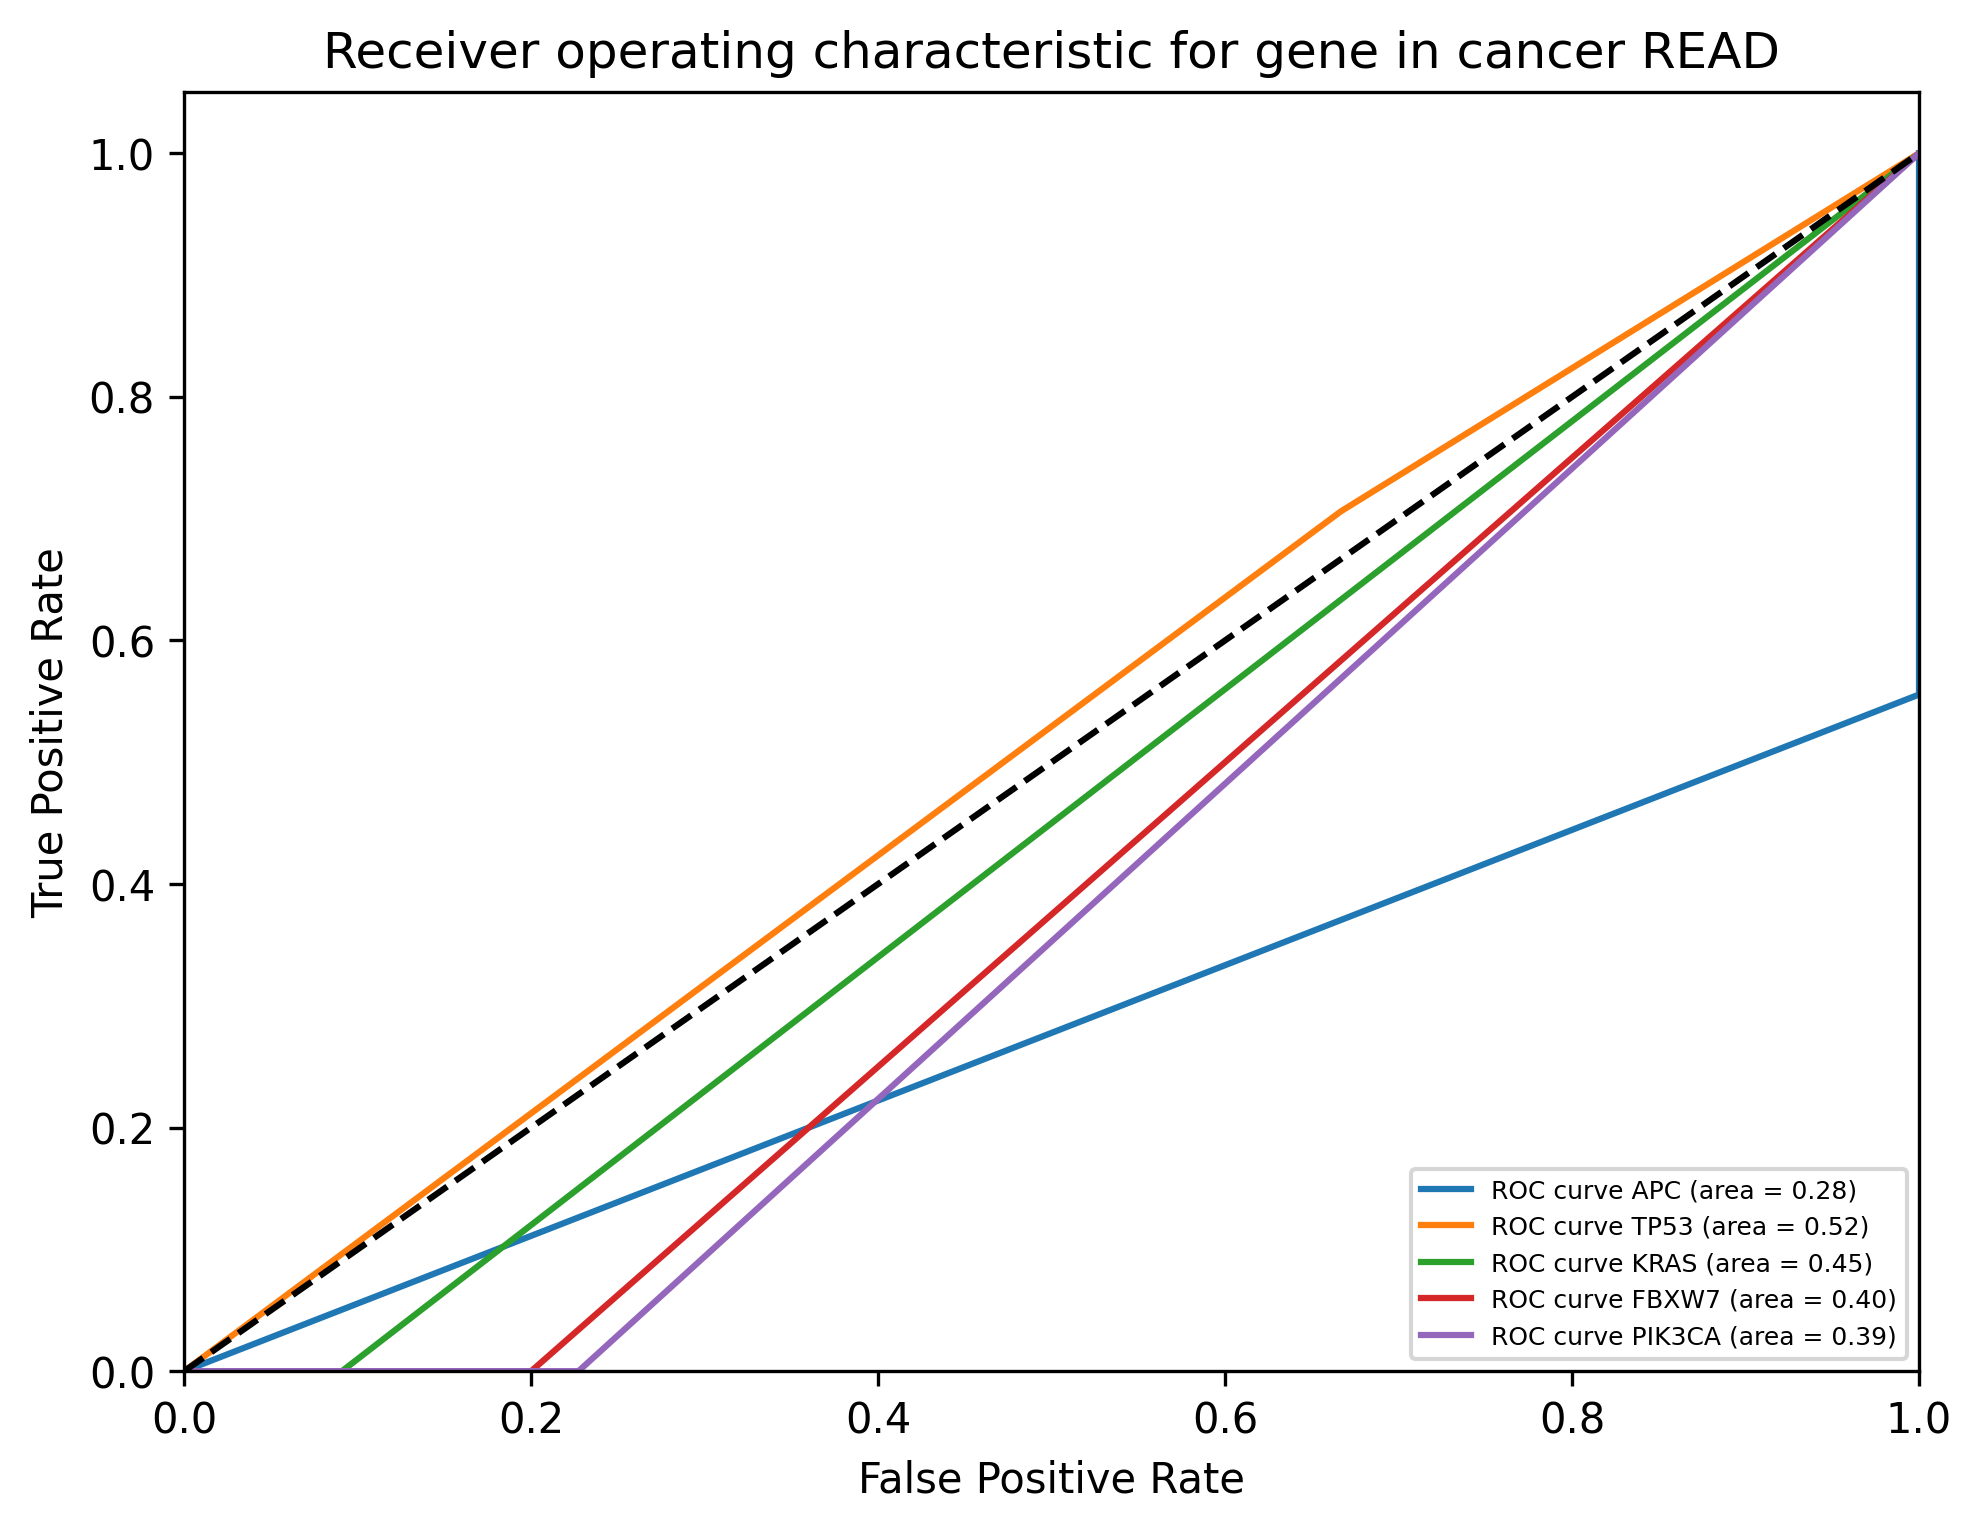 Receiver operating characteristic for gene in cancer READ
True Positive Rate
1.0
0.8
0.6
0.4
0.2
0.0
ROC curve APC (area = 0.28)
ROC curve TP53 (area = 0.52)
ROC curve KRAS (area = 0.45)
ROC curve FBXW7 (area = 0.40)
ROC curve PIK3CA (area = 0.39)
0.0 0.2 0.4 0.6 0.8 1.0
False Positive Rate